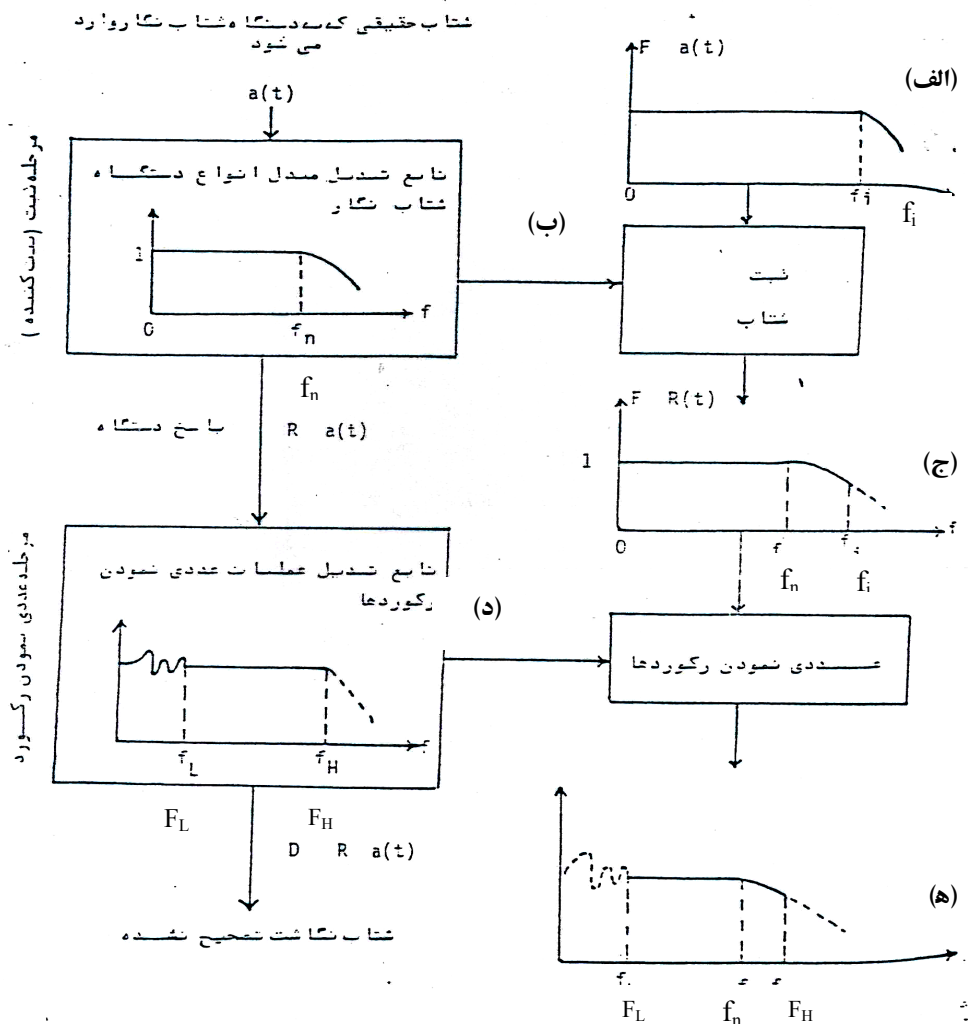 شتاب حقیقی که به دستگاه شتاب نگار وارد
می شود
a(t)
مرحله ثبت (ثبت کننده)
تابع تبدیل مبدل انواع دستگاه
شتاب نگار
1
0
f
f_n
f_n
پاسخ دستگاه
R a(t)
مرحله عددی نمودن رکورد
تابع تبدیل عملیات عددی نمودن
رکوردها
f
f_L
f_H
F_L
F_H
D R a(t)
شتاب نگاشت تصحیح نشده
F a(t)
(الف)
0
f_i
f_i
(ب)
ثبت
شتاب
F R(t)
(ج)
1
0
f
f
f_n
f_i
(د)
عددی نمودن رکوردها
(ه)
f
f
f
F_L
f_n
F_H